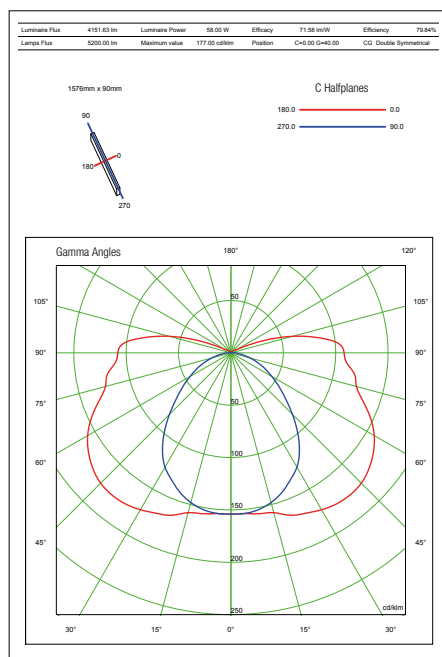 Luminaire Flux 4151.63 lm Luminaire Power 58.00 W Efficacy 71.58 lm/W Efficiency 79.84%
Lamps Flux 5200.00 lm Maximum value 177.00 cd/klm Position C=0.00 G=40.00 CG Double Symmetrical
1576mm x 90mm
C Halfplanes
180.0 0.0
270.0 90.0
90
0
180
270
Gamma Angles
180° 120°
105° 105°
50
90° 90°
50
75° 75°
100
60° 60°
150
45° 45°
200
250
cd/klm
30° 15° 0° 15° 30°